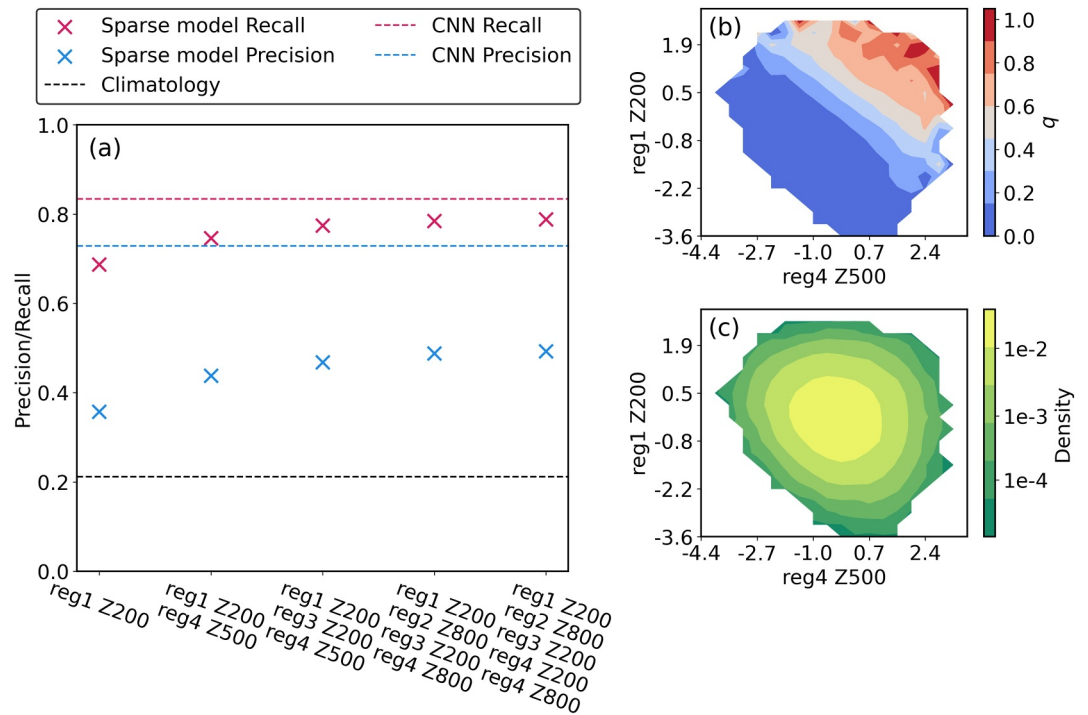 Sparse model Recall
Sparse model Precision
Climatology
CNN Recall
CNN Precision
(a)
Precision/Recall
1.0
0.8
0.6
0.4
0.2
0.0
reg1 Z200
reg1 Z200
reg4 Z500
reg1 Z200
reg3 Z200
reg4 Z500
reg1 Z200
reg2 Z800
reg3 Z200
reg4 Z800
reg1 Z200
reg2 Z800
reg3 Z200
reg4 Z200
reg4 Z800
(b)
reg1 Z200
1.9
0.5
-0.8
-2.2
-3.6
-4.4 -2.7 -1.0 0.7 2.4
reg4 Z500
1.0
0.8
0.6
0.4
0.2
0.0
q
(c)
reg1 Z200
1.9
0.5
-0.8
-2.2
-3.6
-4.4 -2.7 -1.0 0.7 2.4
reg4 Z500
1e-2
1e-3
1e-4
Density